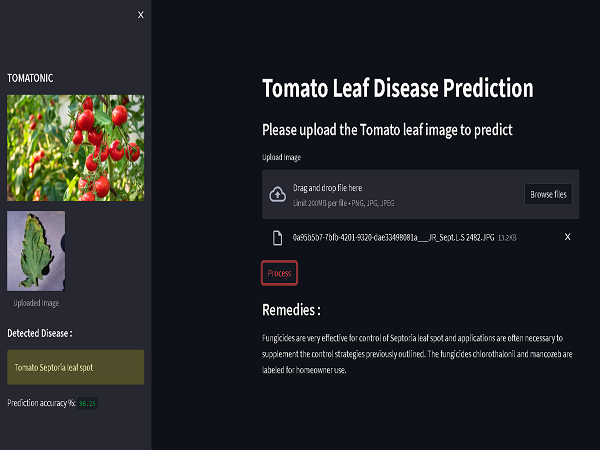 X
TOMATONIC
Uploaded Image
Detected Disease :
Tomato Septoria leaf spot
Prediction accuracy %: 96.25
Tomato Leaf Disease Prediction
Please upload the Tomato leaf image to predict
Upload Image
Drag and drop file here
Limit 200MB per file • PNG, JPG, JPEG
Browse files
0a95b5b7-7bfb-4201-9320-dae33498081a___JR_Sept.L.S 2482.JPG 13.2KB
X
Process
Remedies :
Fungicides are very effective for control of Septoria leaf spot and applications are often necessary to
supplement the control strategies previously outlined. The fungicides chlorothalonil and mancozeb are
labeled for homeowner use.